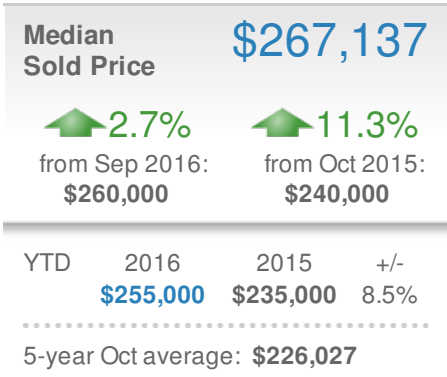 Median
Sold Price
$267,137
2.7% 11.3%
from Sep 2016: from Oct 2015:
$260,000 $240,000
YTD 2016 2015 +/-
$255,000 $235,000 8.5%
5-year Oct average: $226,027